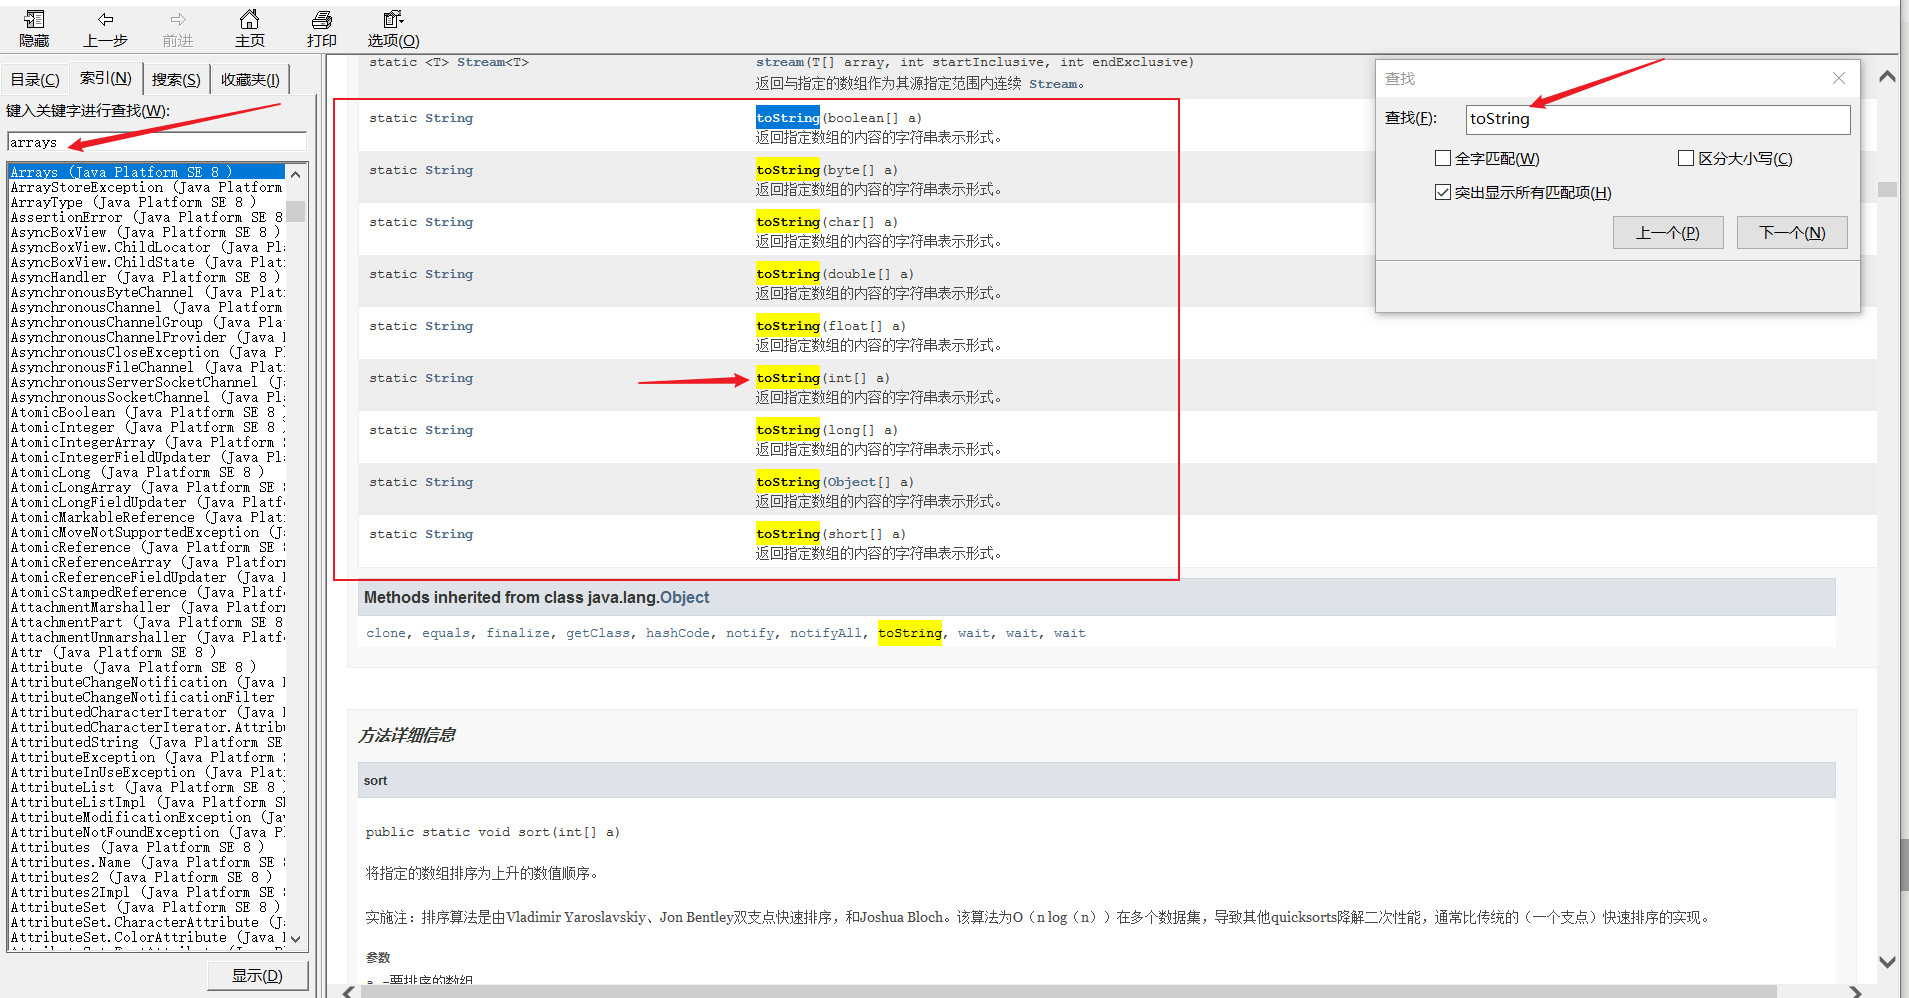 隐藏 上一步 前进 主页 打印 选项(O)
目录(C) 索引(N) 搜索(S) 收藏夹(I)
键入关键字进行查找(W):
arrays
Arrays (Java Platform SE 8 )
ArrayStoreException (Java Platform
ArrayType (Java Platform SE 8 )
AssertionError (Java Platform SE 8
AsyncBoxView (Java Platform SE 8 )
AsyncBoxView.ChildLocator (Java Pla
AsyncBoxView.ChildState (Java Plat
AsyncHandler (Java Platform SE 8 )
AsynchronousByteChannel (Java Plat
AsynchronousChannel (Java Platform
AsynchronousChannelGroup (Java Pla
AsynchronousChannelProvider (Java
AsynchronousCloseException (Java Pl
AsynchronousFileChannel (Java Platf
AsynchronousServerSocketChannel (J
AsynchronousSocketChannel (Java Pla
AtomicBoolean (Java Platform SE 8
AtomicInteger (Java Platform SE 8
AtomicIntegerArray (Java Platform
AtomicIntegerFieldUpdater (Java Pl
AtomicLong (Java Platform SE 8 )
AtomicLongArray (Java Platform SE
AtomicLongFieldUpdater (Java Platf
AtomicMarkableReference (Java Plat
AtomicMoveNotSupportedException (J
AtomicReference (Java Platform SE
AtomicReferenceArray (Java Platfor
AtomicReferenceFieldUpdater (Java
AtomicStampedReference (Java Platf
AttachmentMarshaller (Java Platfor
AttachmentPart (Java Platform SE 8
AttachmentUnmarshaller (Java Platf
Attr (Java Platform SE 8 )
Attribute (Java Platform SE 8 )
AttributeChangeNotification (Java
AttributeChangeNotificationFilter
AttributedCharacterIterator (Java
AttributedCharacterIterator.Attrib
AttributedString (Java Platform SE
AttributeException (Java Platform
AttributeInUseException (Java Plat
AttributeList (Java Platform SE 8
AttributeListImpl (Java Platform S
AttributeModificationException (Ja
AttributeNotFoundException (Java P
Attributes (Java Platform SE 8 )
Attributes.Name (Java Platform SE
Attributes2 (Java Platform SE 8 )
Attributes2Impl (Java Platform SE
AttributeSet (Java Platform SE 8 )
AttributeSet.CharacterAttribute (J
AttributeSet.ColorAttribute (Java
显示(D)
static <T> Stream<T> stream(T[] array, int startInclusive, int endExclusive)
返回与指定的数组作为其源指定范围内连续 Stream。
static String toString(boolean[] a)
返回指定数组的内容的字符串表示形式。
static String toString(byte[] a)
返回指定数组的内容的字符串表示形式。
static String toString(char[] a)
返回指定数组的内容的字符串表示形式。
static String toString(double[] a)
返回指定数组的内容的字符串表示形式。
static String toString(float[] a)
返回指定数组的内容的字符串表示形式。
static String toString(int[] a)
返回指定数组的内容的字符串表示形式。
static String toString(long[] a)
返回指定数组的内容的字符串表示形式。
static String toString(Object[] a)
返回指定数组的内容的字符串表示形式。
static String toString(short[] a)
返回指定数组的内容的字符串表示形式。
Methods inherited from class java.lang.Object
clone, equals, finalize, getClass, hashCode, notify, notifyAll, toString, wait, wait, wait
方法详细信息
sort
public static void sort(int[] a)
将指定的数组排序为上升的数值顺序。
实施注：排序算法是由Vladimir Yaroslavskiy、Jon Bentley双支点快速排序，和Joshua Bloch。该算法为O（n log（n））在多个数据集，导致其他quicksorts降解二次性能，通常比传统的（一个支点）快速排序的实现。
参数
a -要排序的数组
查找
查找(F): toString
全字匹配(W) 区分大小写(C)
突出显示所有匹配项(H)
上一个(P) 下一个(N)